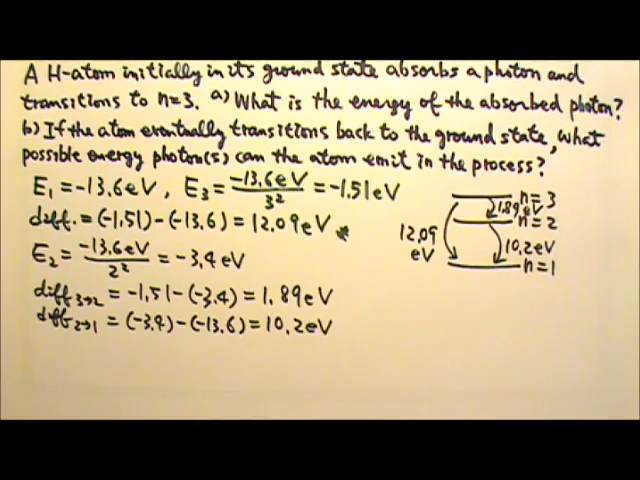 A H-atom initially in its ground state absorbs a photon and
transitions to n=3. a) What is the energy of the absorbed photon?
b) If the atom eventually transitions back to the ground state, what
possible energy photon(s) can the atom emit in the process?
E₁ = -13.6eV, E₃ = -13.6eV/3² = -1.51eV
diff. = (-1.51)-(-13.6) = 12.09eV *
E₂ = -13.6eV/2² = -3.4eV
diff₃→₂ = -1.51-(-3.4) = 1.89eV
diff₂→₁ = (-3.4)-(-13.6) = 10.2eV
n=3
1.89eV
n=2
12.09
eV
10.2eV
n=1